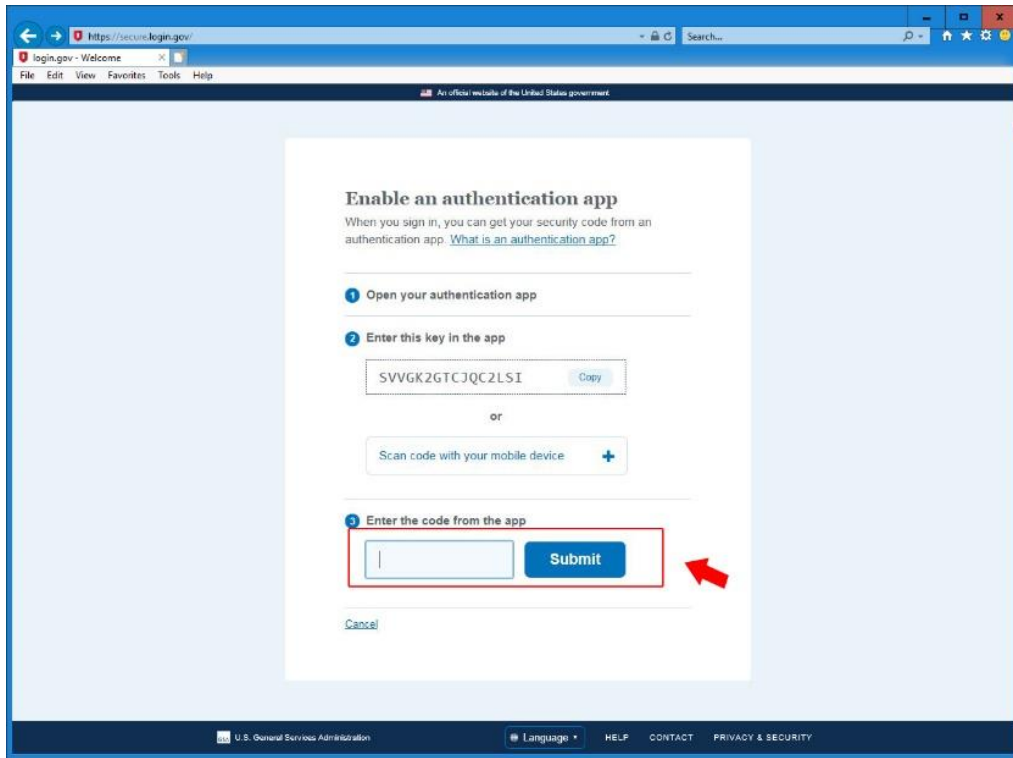 https://secure.login.gov/
Search...
login.gov - Welcome
File Edit View Favorites Tools Help
An official website of the United States government
Enable an authentication app
When you sign in, you can get your security code from an
authentication app. What is an authentication app?
1 Open your authentication app
2 Enter this key in the app
SVVGK2GTCJQC2LSI Copy
or
Scan code with your mobile device +
3 Enter the code from the app
Submit
Cancel
GSA U.S. General Services Administration Language HELP CONTACT PRIVACY & SECURITY